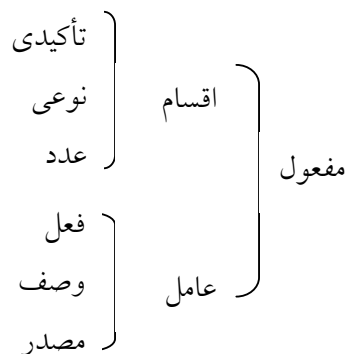 مفعول
اقسام
تأکیدی
نوعی
عدد
عامل
فعل
وصف
مصدر